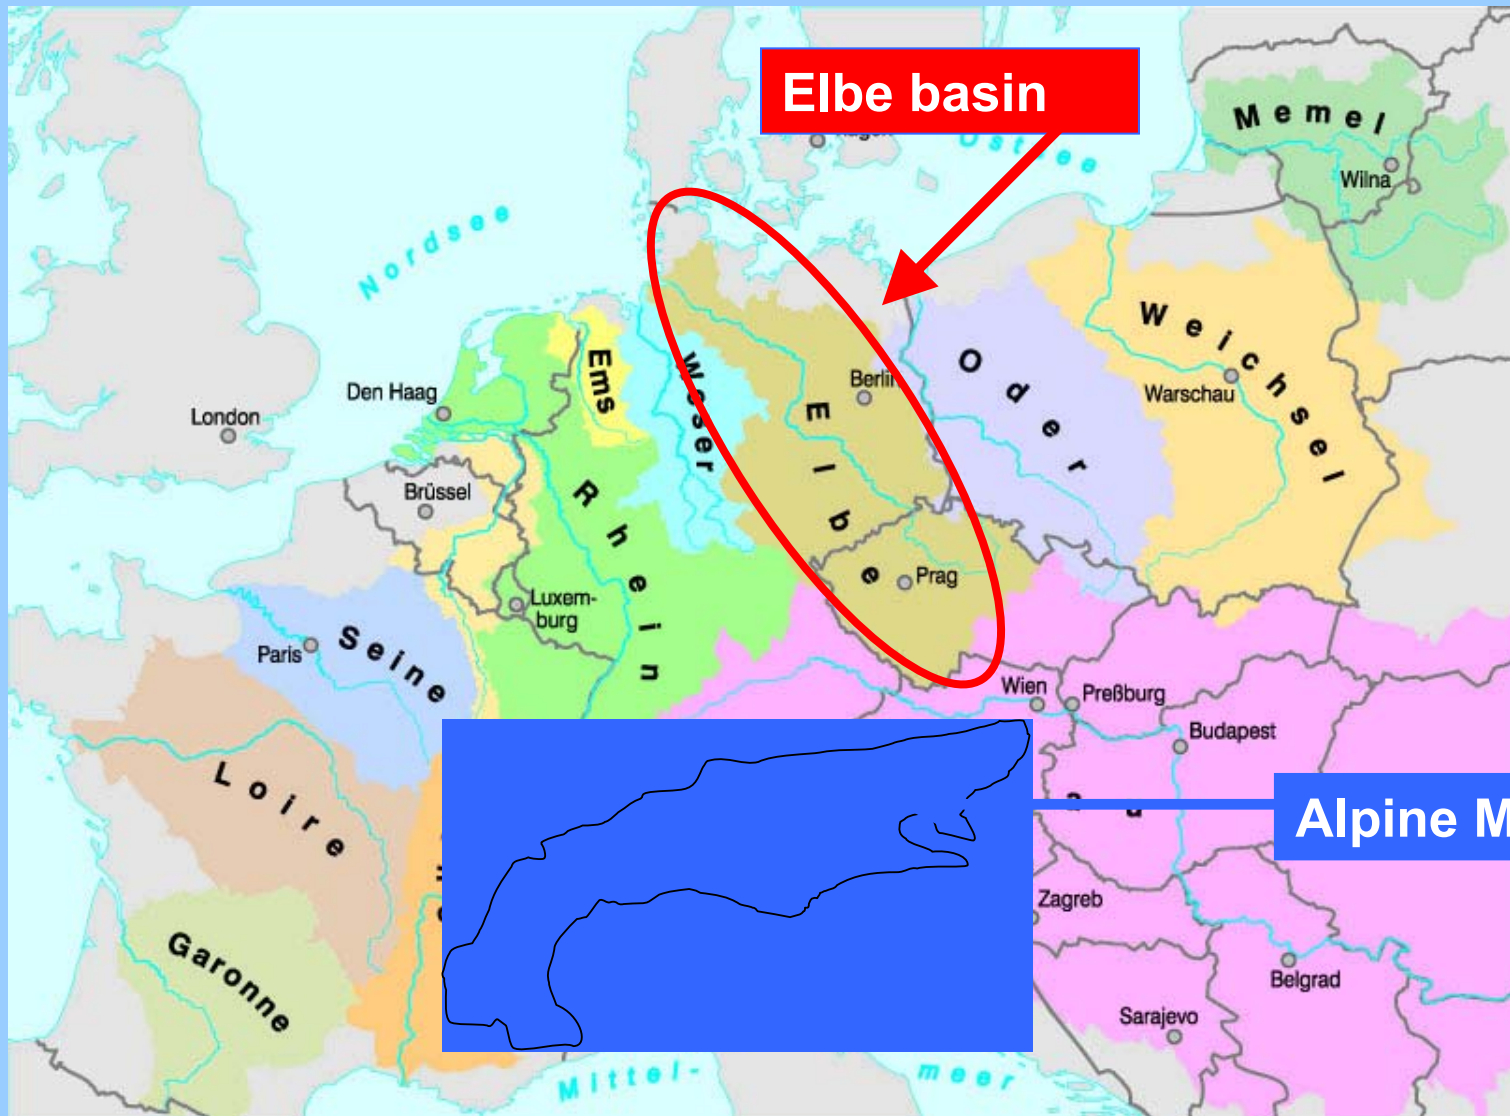 Elbe basin
Ostsee
Memel
Wilna
Nordsee
Weichsel
Ems
Weser
Oder
Berlin
Warschau
Den Haag
London
Elbe
Brüssel
Rhein
Prag
Luxem-
burg
Paris
Seine
Wien
Preßburg
Budapest
Loire
Alpine M
Zagreb
Garonne
Belgrad
Sarajevo
Mittel-
meer